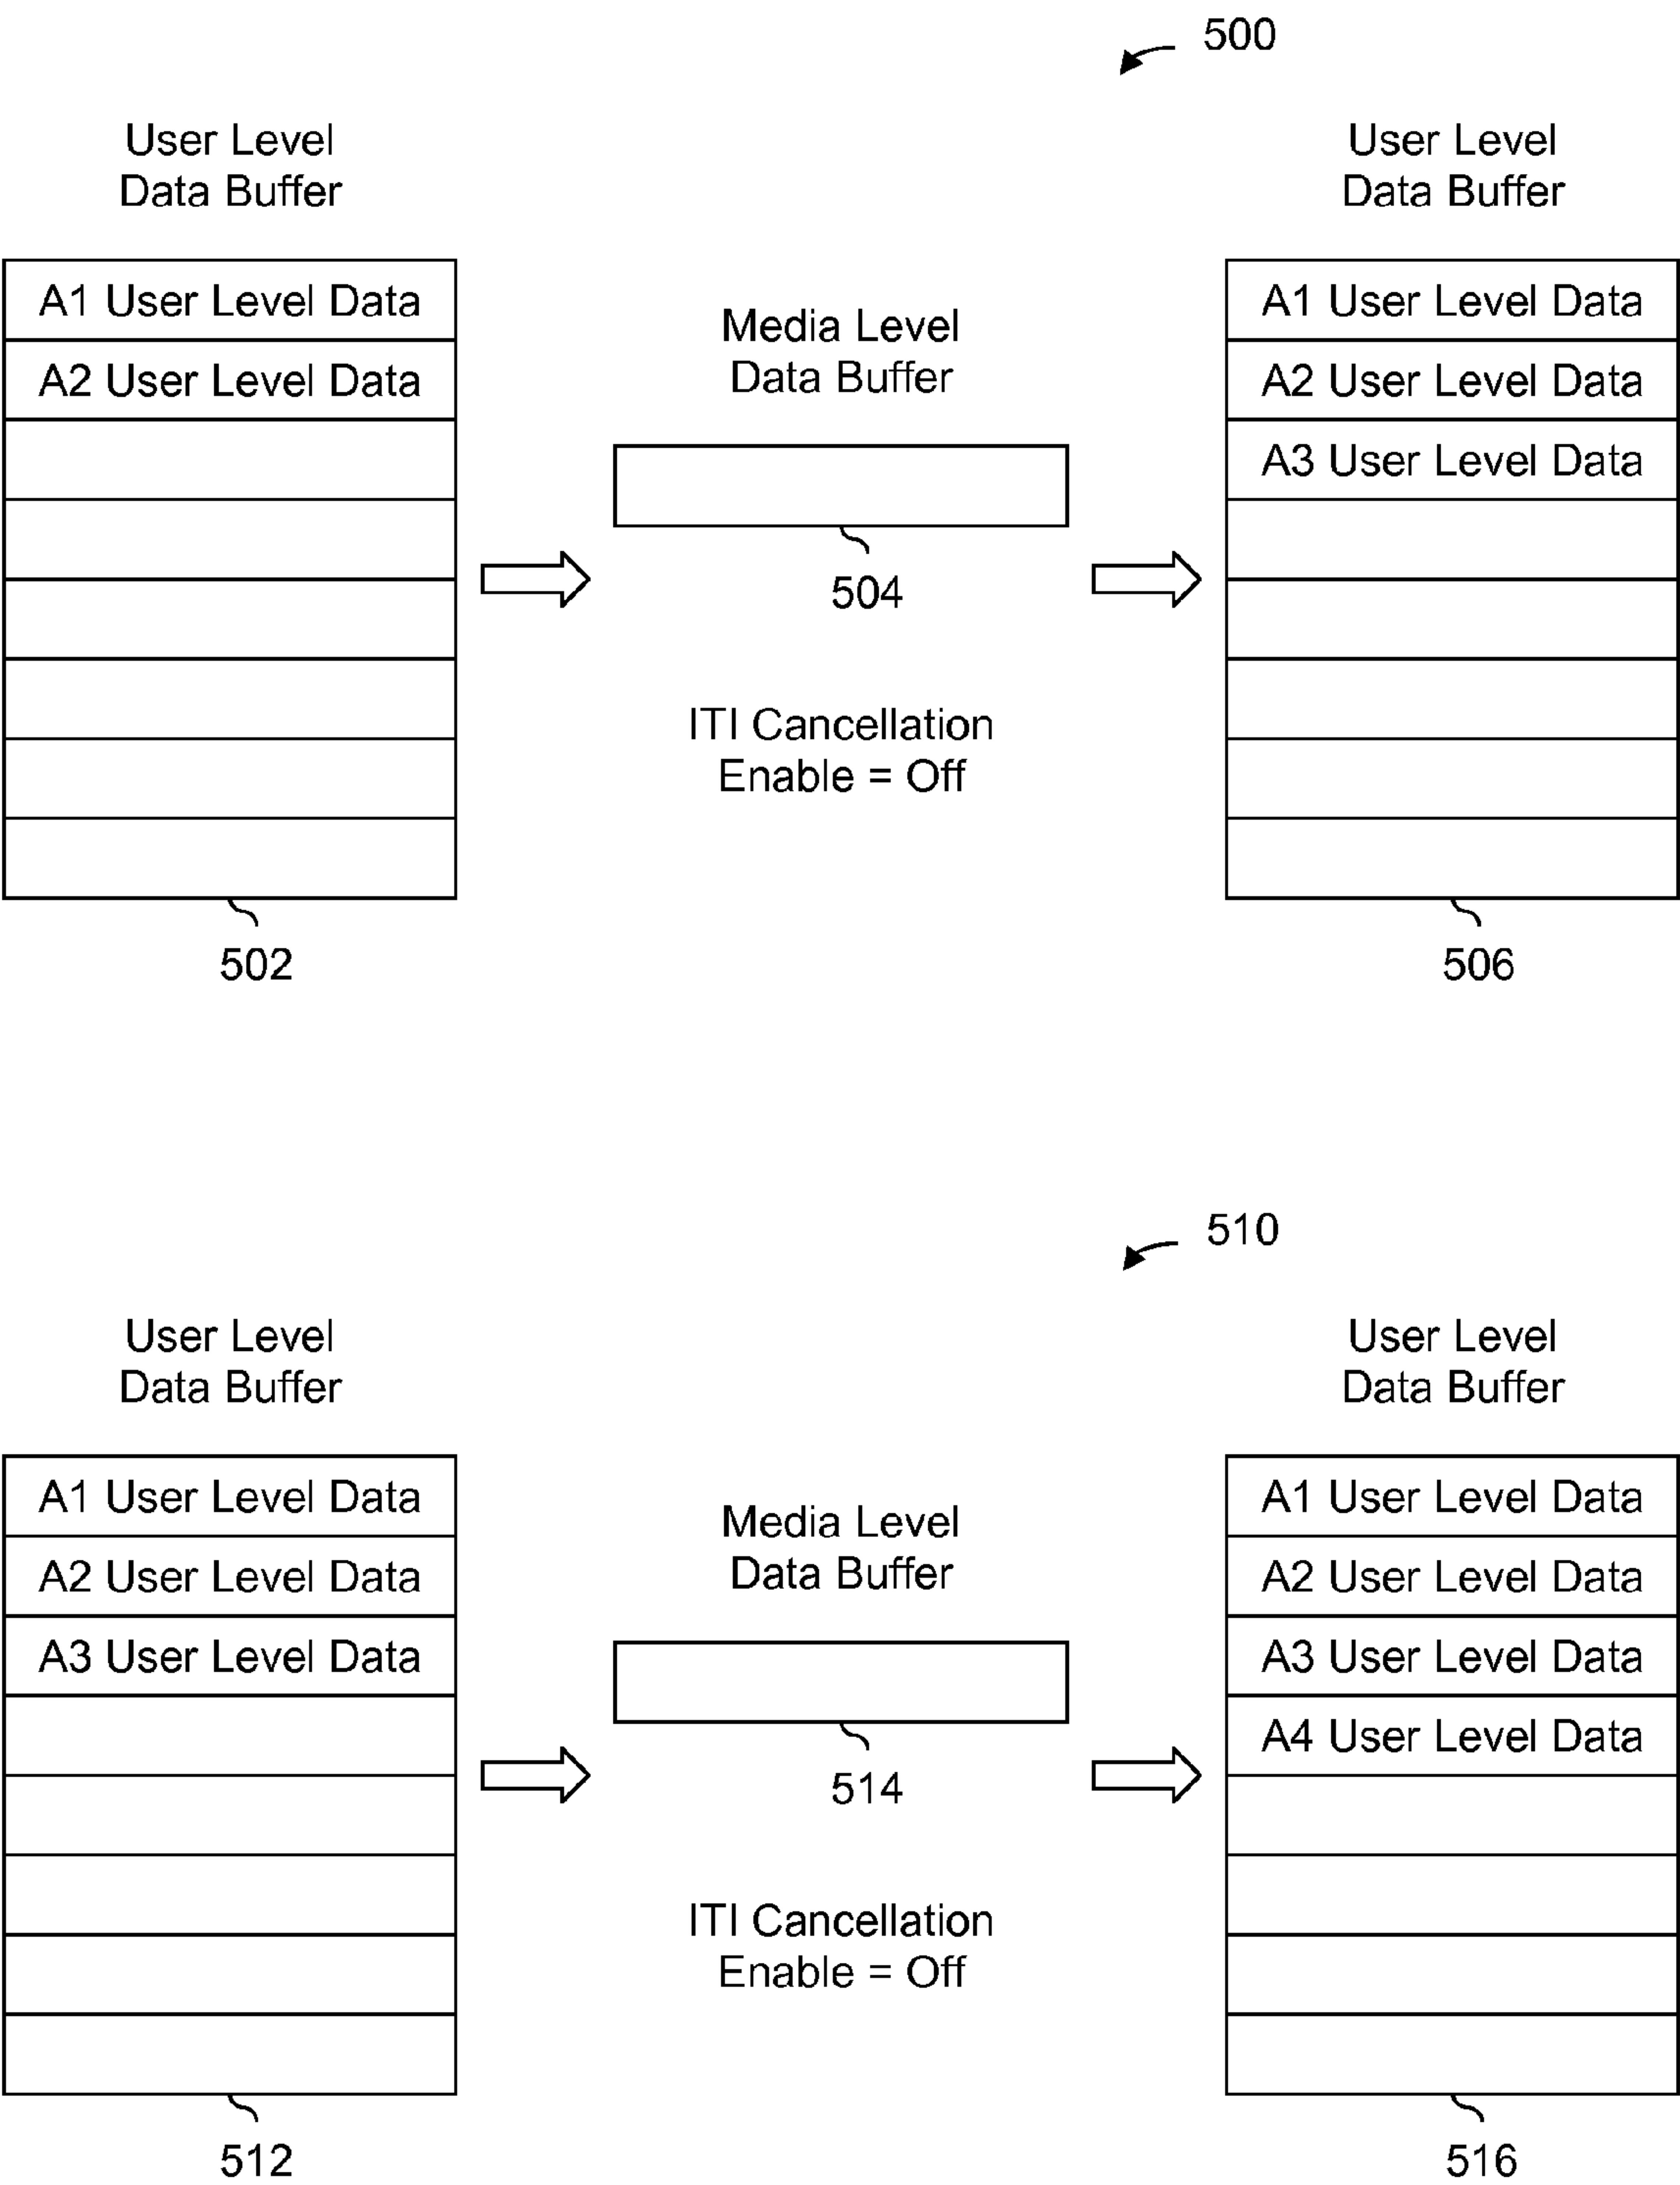 500
User Level
Data Buffer
A1 User Level Data
A2 User Level Data
502
Media Level
Data Buffer
504
ITI Cancellation
Enable = Off
User Level
Data Buffer
A1 User Level Data
A2 User Level Data
A3 User Level Data
506
510
User Level
Data Buffer
A1 User Level Data
A2 User Level Data
A3 User Level Data
512
Media Level
Data Buffer
514
ITI Cancellation
Enable = Off
User Level
Data Buffer
A1 User Level Data
A2 User Level Data
A3 User Level Data
A4 User Level Data
516